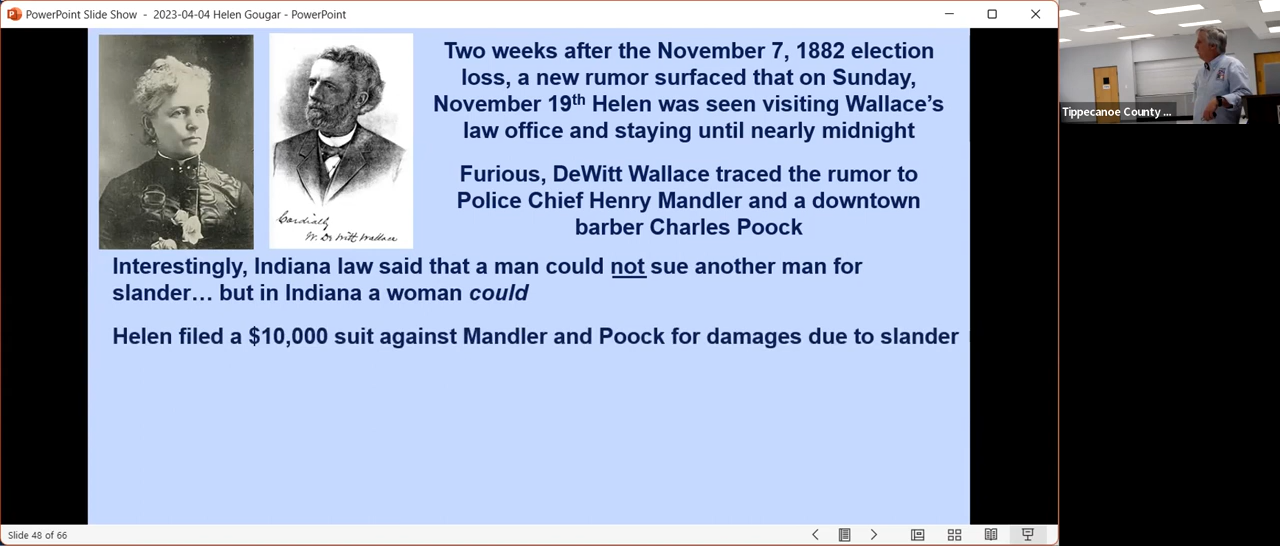 PowerPoint Slide Show - 2023-04-04 Helen Gougar - PowerPoint
Two weeks after the November 7, 1882 election
loss, a new rumor surfaced that on Sunday,
November 19th Helen was seen visiting Wallace's
law office and staying until nearly midnight
Furious, DeWitt Wallace traced the rumor to
Police Chief Henry Mandler and a downtown
barber Charles Poock
Cordially
W. De Witt Wallace
Interestingly, Indiana law said that a man could not sue another man for
slander… but in Indiana a woman could
Helen filed a $10,000 suit against Mandler and Poock for damages due to slander
Slide 48 of 66
Tippecanoe County ...